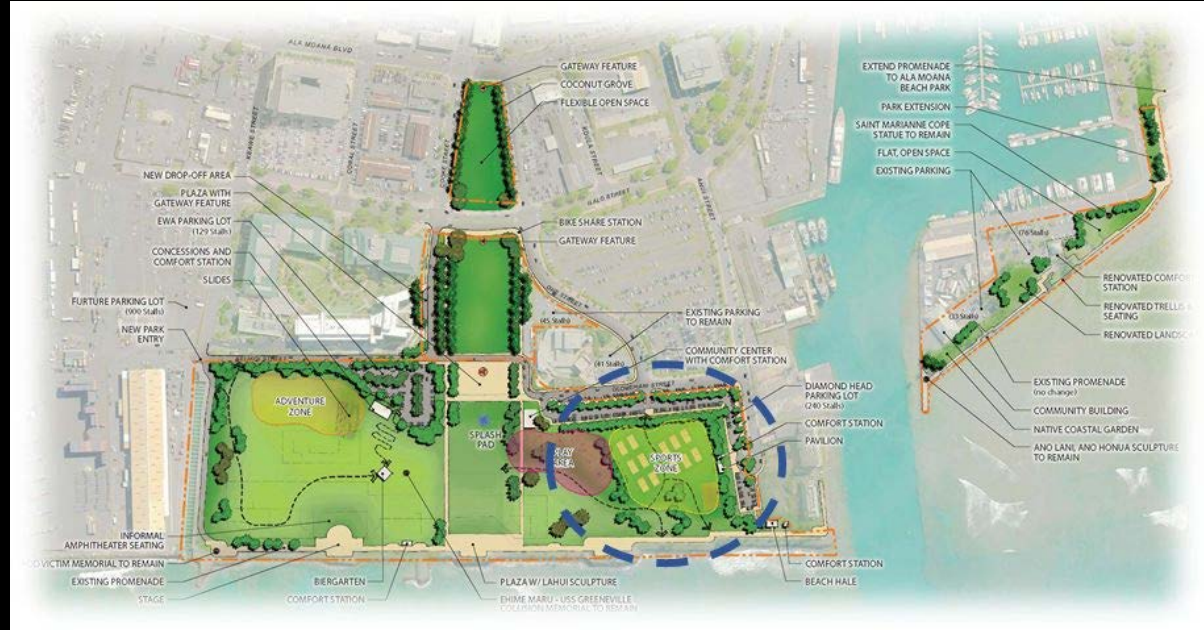 ALA MOANA BLVD
KEAWE STREET
CORAL STREET
COOKE STREET
KOULA STREET
AHUI STREET
ILALO STREET
OHE STREET
OLOMEHANI STREET
GATEWAY FEATURE
COCONUT GROVE
FLEXIBLE OPEN SPACE
NEW DROP-OFF AREA
PLAZA WITH
GATEWAY FEATURE
EWA PARKING LOT
(129 Stalls)
CONCESSIONS AND
COMFORT STATION
SLIDES
FURTURE PARKING LOT
(900 Stalls)
NEW PARK
ENTRY
BIKE SHARE STATION
GATEWAY FEATURE
(45 Stalls)
EXISTING PARKING
TO REMAIN
(41 Stalls)
COMMUNITY CENTER
WITH COMFORT STATION
DIAMOND HEAD
PARKING LOT
(240 Stalls)
COMFORT STATION
PAVILION
ADVENTURE
ZONE
SPLASH
PAD
PLAY
AREA
SPORTS
ZONE
INFORMAL
AMPHITHEATER SEATING
VICTIM MEMORIAL TO REMAIN
EXISTING PROMENADE
STAGE
BIERGARTEN
COMFORT STATION
PLAZA W/ LAHUI SCULPTURE
EHIME MARU - USS GREENEVILLE
COLLISION MEMORIAL TO REMAIN
COMFORT STATION
BEACH HALE
EXTEND PROMENADE
TO ALA MOANA
BEACH PARK
PARK EXTENSION
SAINT MARIANNE COPE
STATUE TO REMAIN
FLAT, OPEN SPACE
EXISTING PARKING
(76 Stalls)
(33 Stalls)
RENOVATED COMFO
STATION
RENOVATED TRELLIS &
SEATING
RENOVATED LANDSC
EXISTING PROMENADE
(no change)
COMMUNITY BUILDING
NATIVE COASTAL GARDEN
ANO LANI, ANO HONUA SCULPTURE
TO REMAIN